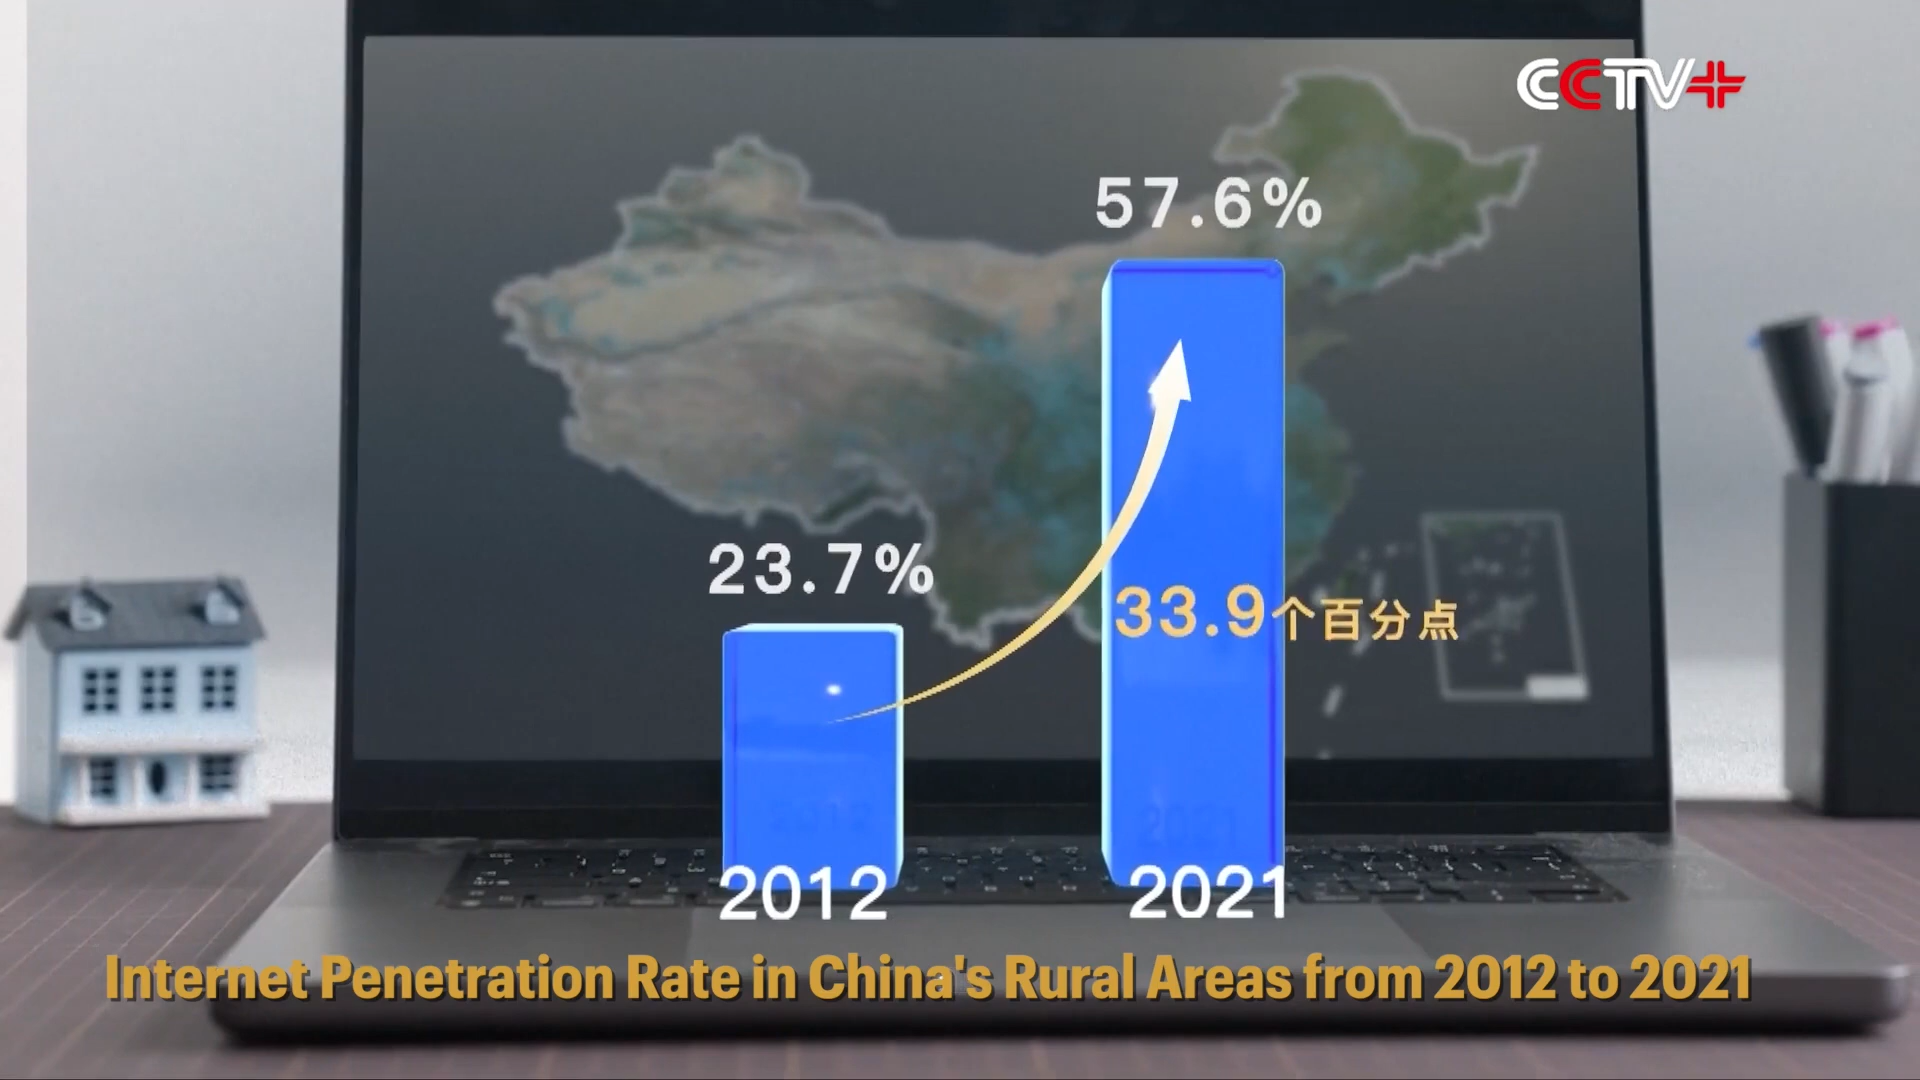 CCTV+
57.6%
23.7%
33.9个百分点
2012
2021
Internet Penetration Rate in China's Rural Areas from 2012 to 2021